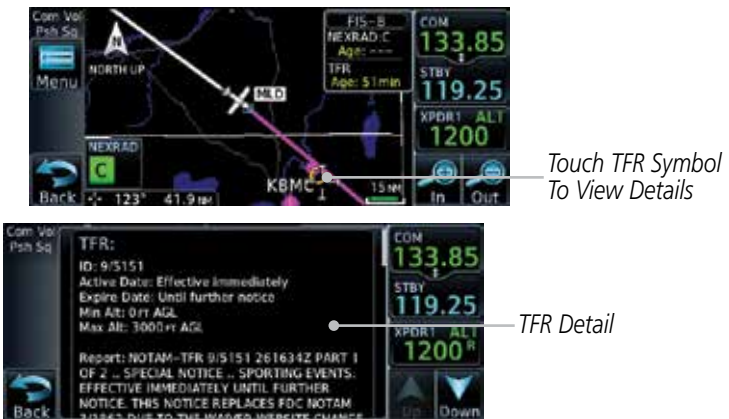 Com Vol
Psh Sq
Menu
N
NORTH UP
MLD
FIS-B
NEXRAD:C
Age: ---
TFR
Age: 51min
COM
133.85
STBY
119.25
XPDR1 ALT
1200
NEXRAD
C
KBMC
15 NM
Back
123° 41.9 NM
In
Out
Touch TFR Symbol
To View Details
Com Vol
Psh Sq
TFR:
ID: 9/5151
Active Date: Effective Immediately
Expire Date: Until further notice
Min Alt: 0 FT AGL
Max Alt: 3000 FT AGL
Report: NOTAM-TFR 9/5151 261634Z PART 1
OF 2 .. SPECIAL NOTICE .. SPORTING EVENTS.
EFFECTIVE IMMEDIATELY UNTIL FURTHER
NOTICE. THIS NOTICE REPLACES FDC NOTAM
DUE TO THE WEBSITE CHANGE
COM
133.85
STBY
119.25
XPDR1 ALT
1200 R
Back
Up
Down
TFR Detail